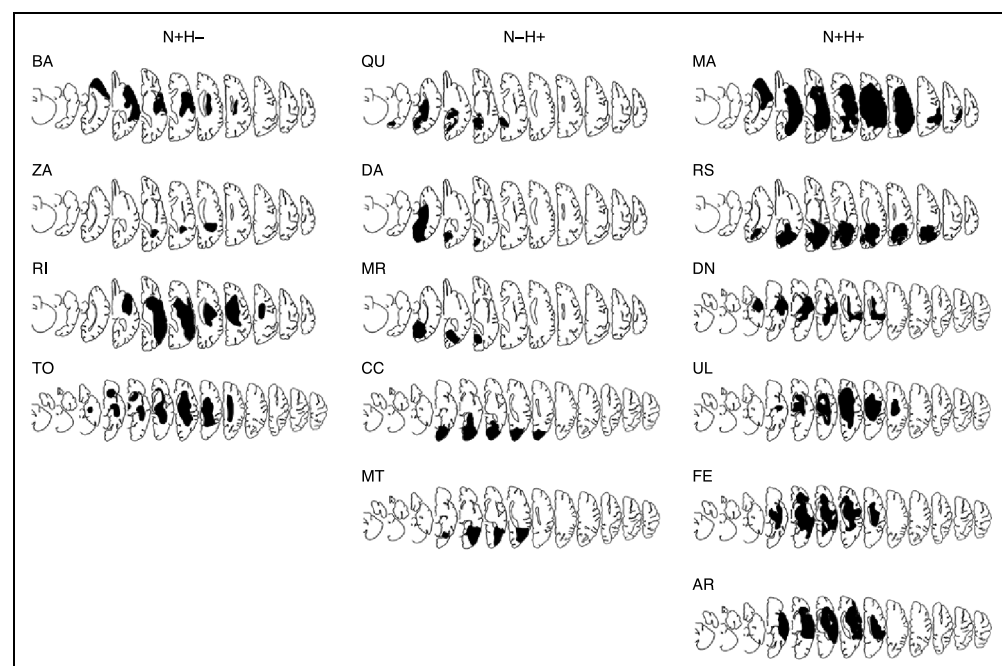 N+H– N–H+ N+H+
BA QU MA
ZA DA RS
RI MR DN
TO CC UL
MT FE
AR